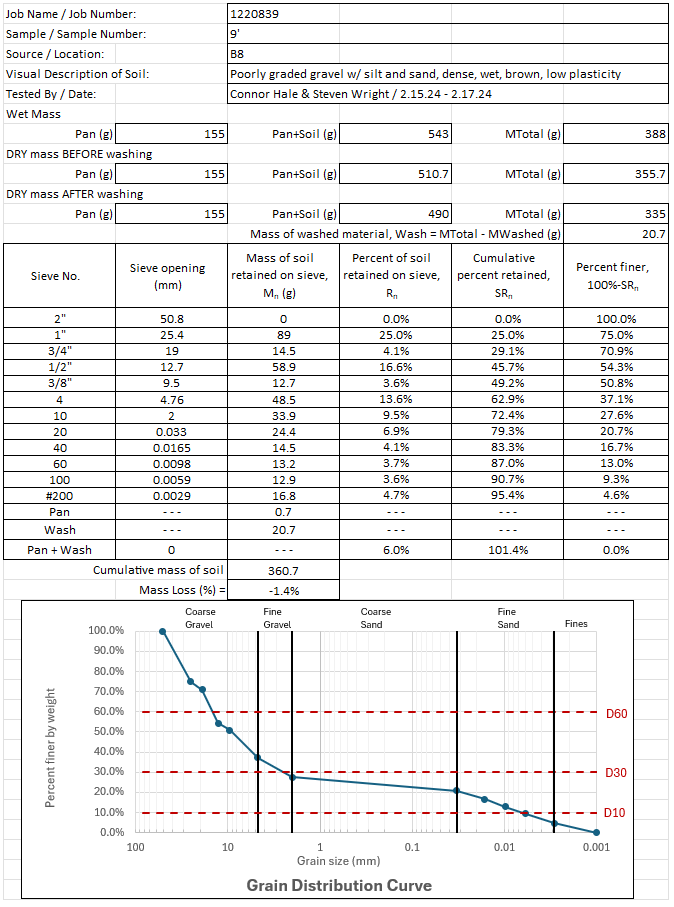 Job Name / Job Number: 1220839
Sample / Sample Number: 9'
Source / Location: B8
Visual Description of Soil: Poorly graded gravel w/ silt and sand, dense, wet, brown, low plasticity
Tested By / Date: Connor Hale & Steven Wright / 2.15.24 - 2.17.24
Wet Mass
Pan (g) 155 Pan+Soil (g) 543 MTotal (g) 388
DRY mass BEFORE washing
Pan (g) 155 Pan+Soil (g) 510.7 MTotal (g) 355.7
DRY mass AFTER washing
Pan (g) 155 Pan+Soil (g) 490 MTotal (g) 335
Mass of washed material, Wash = MTotal - MWashed (g) 20.7
Sieve No. Sieve opening (mm) Mass of soil retained on sieve, Mn (g) Percent of soil retained on sieve, Rn Cumulative percent retained, SRn Percent finer, 100%-SRn
2" 50.8 0 0.0% 0.0% 100.0%
1" 25.4 89 25.0% 25.0% 75.0%
3/4" 19 14.5 4.1% 29.1% 70.9%
1/2" 12.7 58.9 16.6% 45.7% 54.3%
3/8" 9.5 12.7 3.6% 49.2% 50.8%
4 4.76 48.5 13.6% 62.9% 37.1%
10 2 33.9 9.5% 72.4% 27.6%
20 0.033 24.4 6.9% 79.3% 20.7%
40 0.0165 14.5 4.1% 83.3% 16.7%
60 0.0098 13.2 3.7% 87.0% 13.0%
100 0.0059 12.9 3.6% 90.7% 9.3%
#200 0.0029 16.8 4.7% 95.4% 4.6%
Pan - - - 0.7 - - - - - - - - -
Wash - - - 20.7 - - - - - - - - -
Pan + Wash 0 - - - 6.0% 101.4% 0.0%
Cumulative mass of soil 360.7
Mass Loss (%) = -1.4%
Coarse Gravel Fine Gravel Coarse Sand Fine Sand Fines
100.0%
90.0%
80.0%
70.0%
60.0% D60
50.0%
40.0%
30.0% D30
20.0%
10.0% D10
0.0%
Percent finer by weight
100 10 1 0.1 0.01 0.001
Grain size (mm)
Grain Distribution Curve